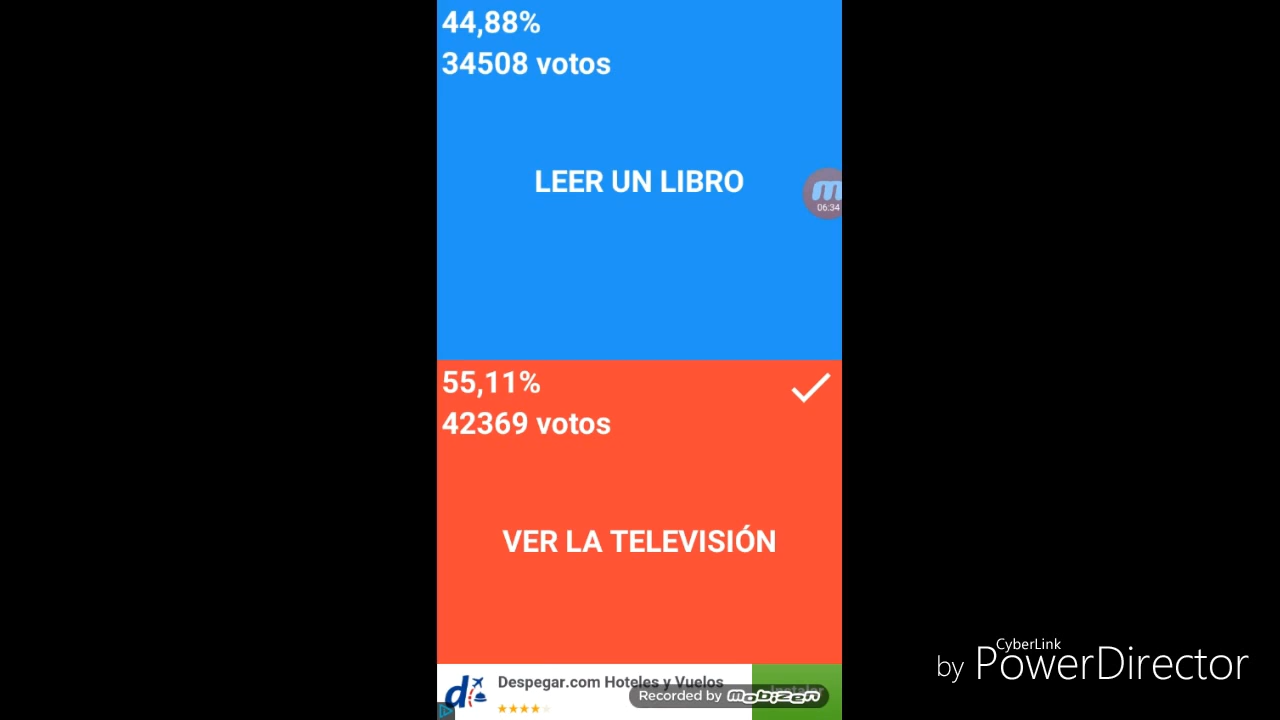 44,88%
34508 votos
LEER UN LIBRO
06:34
55,11%
42369 votos
VER LA TELEVISIÓN
Despegar.com Hoteles y Vuelos
Recorded by mobizen
CyberLink
by PowerDirector